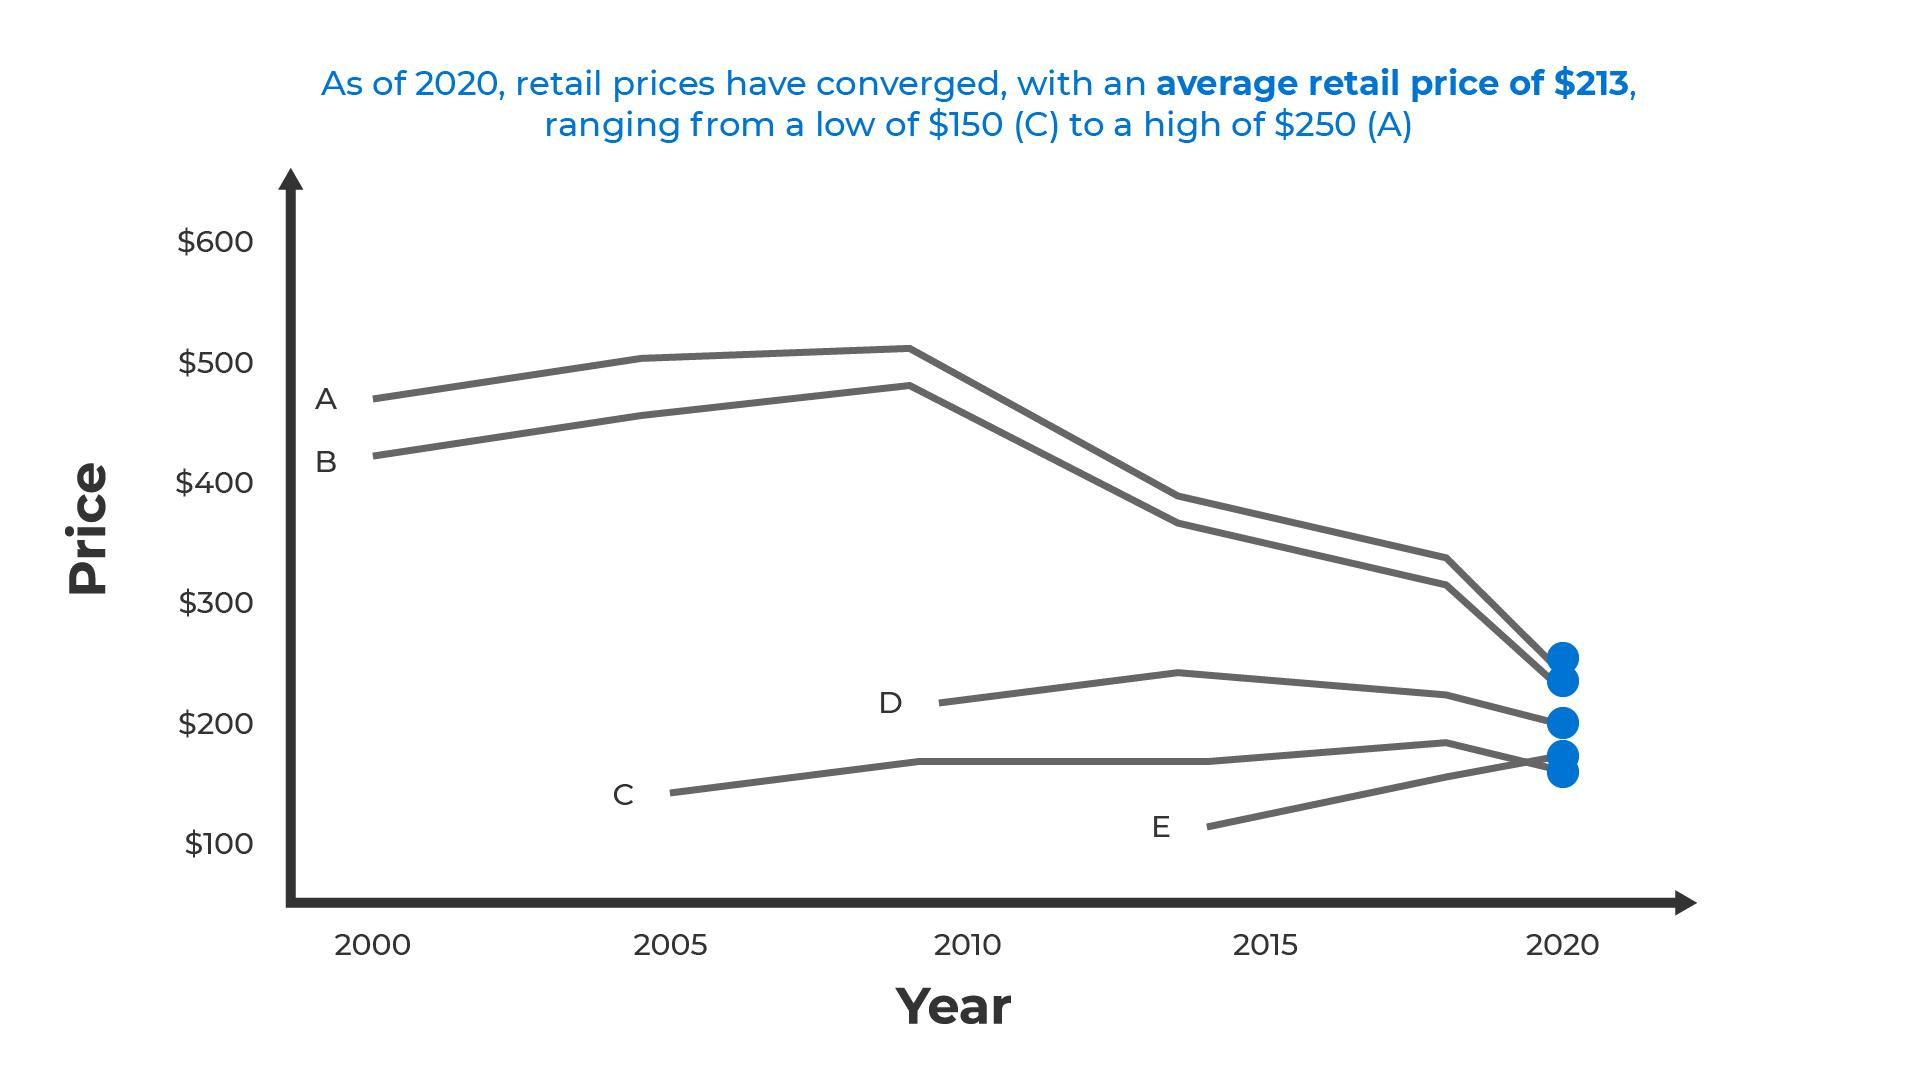 As of 2020, retail prices have converged, with an average retail price of $213,
ranging from a low of $150 (C) to a high of $250 (A)
$600
$500
$400
$300
$200
$100
Price
A
B
D
C
E
2000 2005 2010 2015 2020
Year